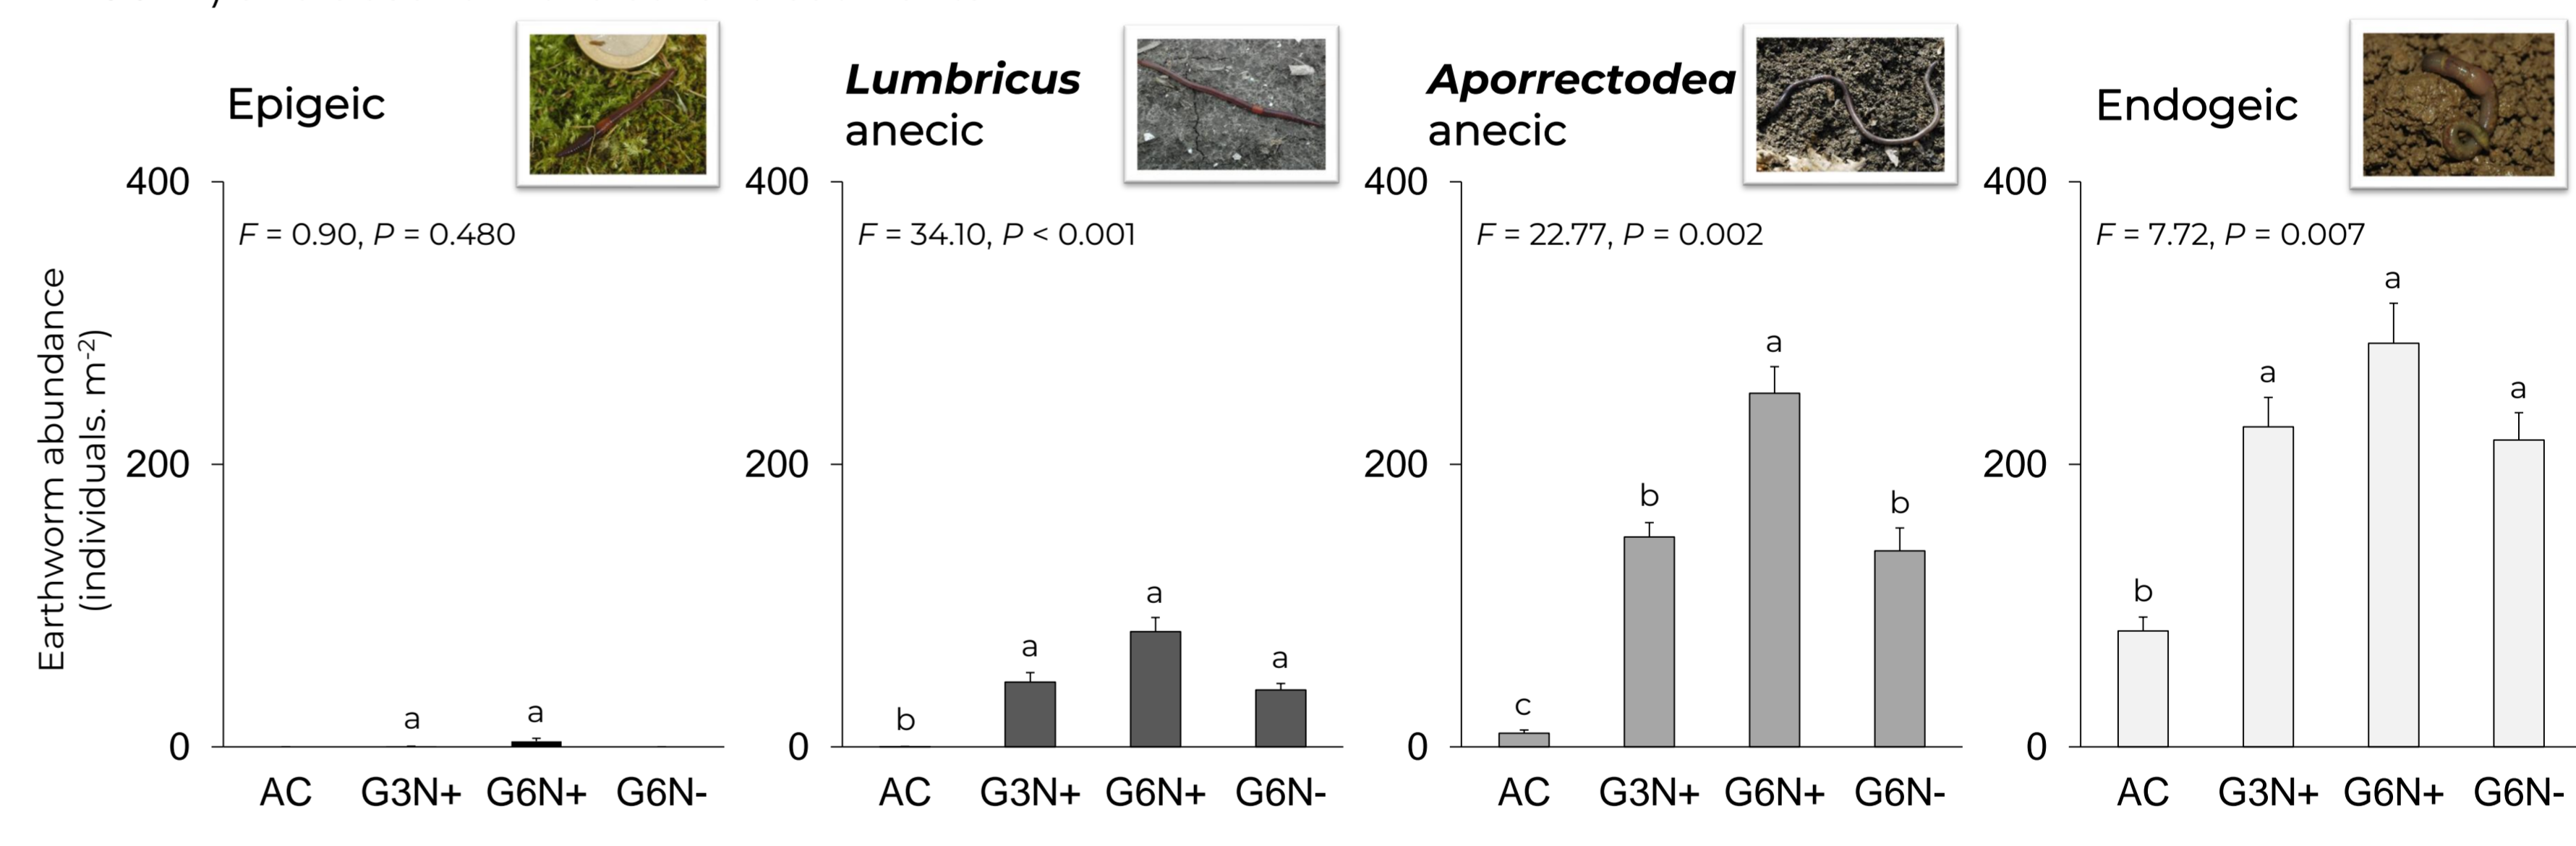 Epigeic
Lumbricus
anecic
Aporrectodea
anecic
Endogeic
Earthworm abundance
(individuals. m-2)
400
F = 0.90, P = 0.480
200
a
a
0
AC G3N+ G6N+ G6N-
400
F = 34.10, P < 0.001
200
a
a
a
b
0
AC G3N+ G6N+ G6N-
400
F = 22.77, P = 0.002
a
200
b
b
c
0
AC G3N+ G6N+ G6N-
400
F = 7.72, P = 0.007
a
a
a
200
b
0
AC G3N+ G6N+ G6N-